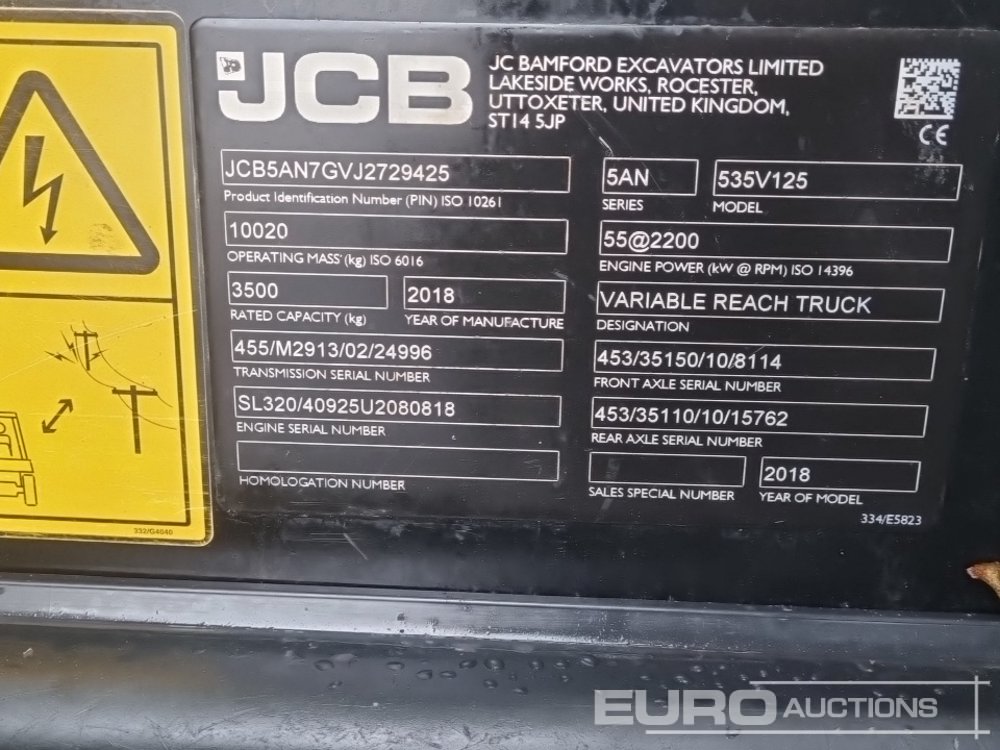 JCB
JC BAMFORD EXCAVATORS LIMITED
LAKESIDE WORKS, ROCESTER,
UTTOXETER, UNITED KINGDOM,
ST14 5JP
CE
JCB5AN7GVJ2729425
Product Identification Number (PIN) ISO 10261
5AN
SERIES
535V125
MODEL
10020
OPERATING MASS (kg) ISO 6016
55@2200
ENGINE POWER (kW @ RPM) ISO 14396
3500
RATED CAPACITY (kg)
2018
YEAR OF MANUFACTURE
VARIABLE REACH TRUCK
DESIGNATION
455/M2913/02/24996
TRANSMISSION SERIAL NUMBER
453/35150/10/8114
FRONT AXLE SERIAL NUMBER
SL320/40925U2080818
ENGINE SERIAL NUMBER
453/35110/10/15762
REAR AXLE SERIAL NUMBER
HOMOLOGATION NUMBER
SALES SPECIAL NUMBER
2018
YEAR OF MODEL
334/E5823
332/G4040
EURO AUCTIONS